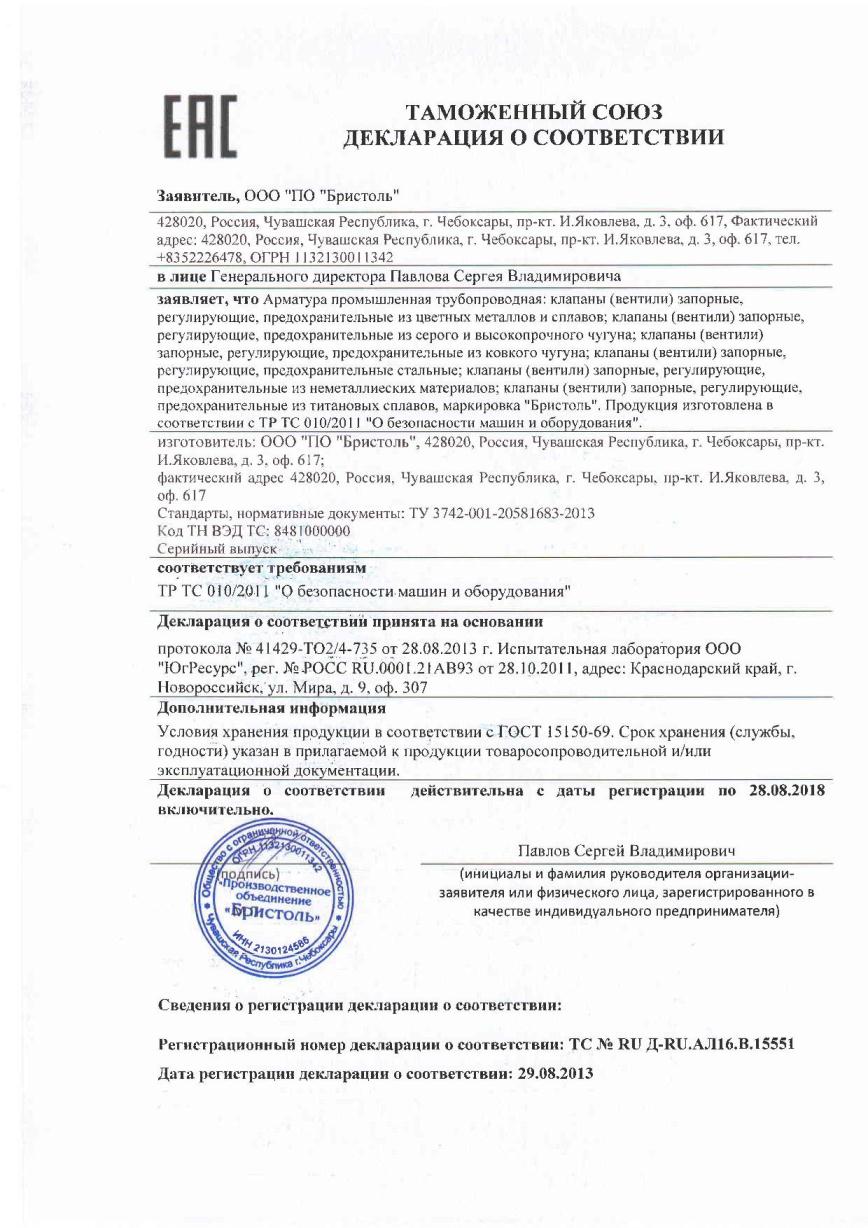 EAC
ТАМОЖЕННЫЙ СОЮЗ
ДЕКЛАРАЦИЯ О СООТВЕТСТВИИ
Заявитель, ООО "ПО "Бристоль"
428020, Россия, Чувашская Республика, г. Чебоксары, пр-кт. И.Яковлева, д. 3, оф. 617, Фактический
адрес: 428020, Россия, Чувашская Республика, г. Чебоксары, пр-кт. И.Яковлева, д. 3, оф. 617, тел.
+8352226478, ОГРН 1132130011342
в лице Генерального директора Павлова Сергея Владимировича
заявляет, что Арматура промышленная трубопроводная: клапаны (вентили) запорные,
регулирующие, предохранительные из цветных металлов и сплавов; клапаны (вентили) запорные,
регулирующие, предохранительные из серого и высокопрочного чугуна; клапаны (вентили)
запорные, регулирующие, предохранительные из ковкого чугуна; клапаны (вентили) запорные,
регулирующие, предохранительные стальные; клапаны (вентили) запорные, регулирующие,
предохранительные из неметаллиеских материалов; клапаны (вентили) запорные, регулирующие,
предохранительные из титановых сплавов, маркировка "Бристоль". Продукция изготовлена в
соответствии с ТР ТС 010/2011 "О безопасности машин и оборудования".
изготовитель: ООО "ПО "Бристоль", 428020, Россия, Чувашская Республика, г. Чебоксары, пр-кт.
И.Яковлева, д. 3, оф. 617;
фактический адрес 428020, Россия, Чувашская Республика, г. Чебоксары, пр-кт. И.Яковлева, д. 3,
оф. 617
Стандарты, нормативные документы: ТУ 3742-001-20581683-2013
Код ТН ВЭД ТС: 8481000000
Серийный выпуск
соответствует требованиям
ТР ТС 010/2011 "О безопасности машин и оборудования"
Декларация о соответствии принята на основании
протокола № 41429-ТО2/4-735 от 28.08.2013 г. Испытательная лаборатория ООО
"ЮгРесурс", рег. № РОСС RU.0001.21АВ93 от 28.10.2011, адрес: Краснодарский край, г.
Новороссийск, ул. Мира, д. 9, оф. 307
Дополнительная информация
Условия хранения продукции в соответствии с ГОСТ 15150-69. Срок хранения (службы,
годности) указан в прилагаемой к продукции товаросопроводительной и/или
эксплуатационной документации.
Декларация о соответствии действительна с даты регистрации по 28.08.2018
включительно.
Общество с ограниченной ответственностью
ОГРН 1132130011342
(подпись)
"Производственное
объединение
«БРИСТОЛЬ»
ИНН 2130124586
Чувашская Республика г.Чебоксары
Павлов Сергей Владимирович
(инициалы и фамилия руководителя организации-
заявителя или физического лица, зарегистрированного в
качестве индивидуального предпринимателя)
Сведения о регистрации декларации о соответствии:
Регистрационный номер декларации о соответствии: ТС № RU Д-RU.АЛ16.В.15551
Дата регистрации декларации о соответствии: 29.08.2013